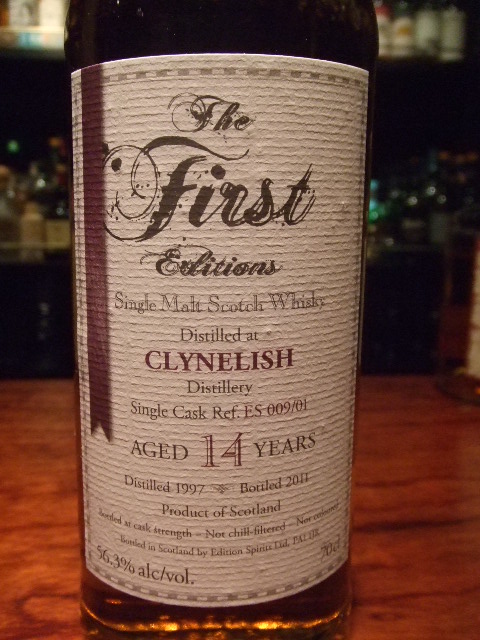 The
First
Editions
Single Malt Scotch Whisky
Distilled at
CLYNELISH
Distillery
Single Cask Ref. ES 009/01
AGED 14 YEARS
Distilled 1997 Bottled 2011
Product of Scotland
Bottled at cask strength – Not chill-filtered – Not coloured
Bottled in Scotland by Edition Spirits Ltd,
56.3% alc/vol. 70cl